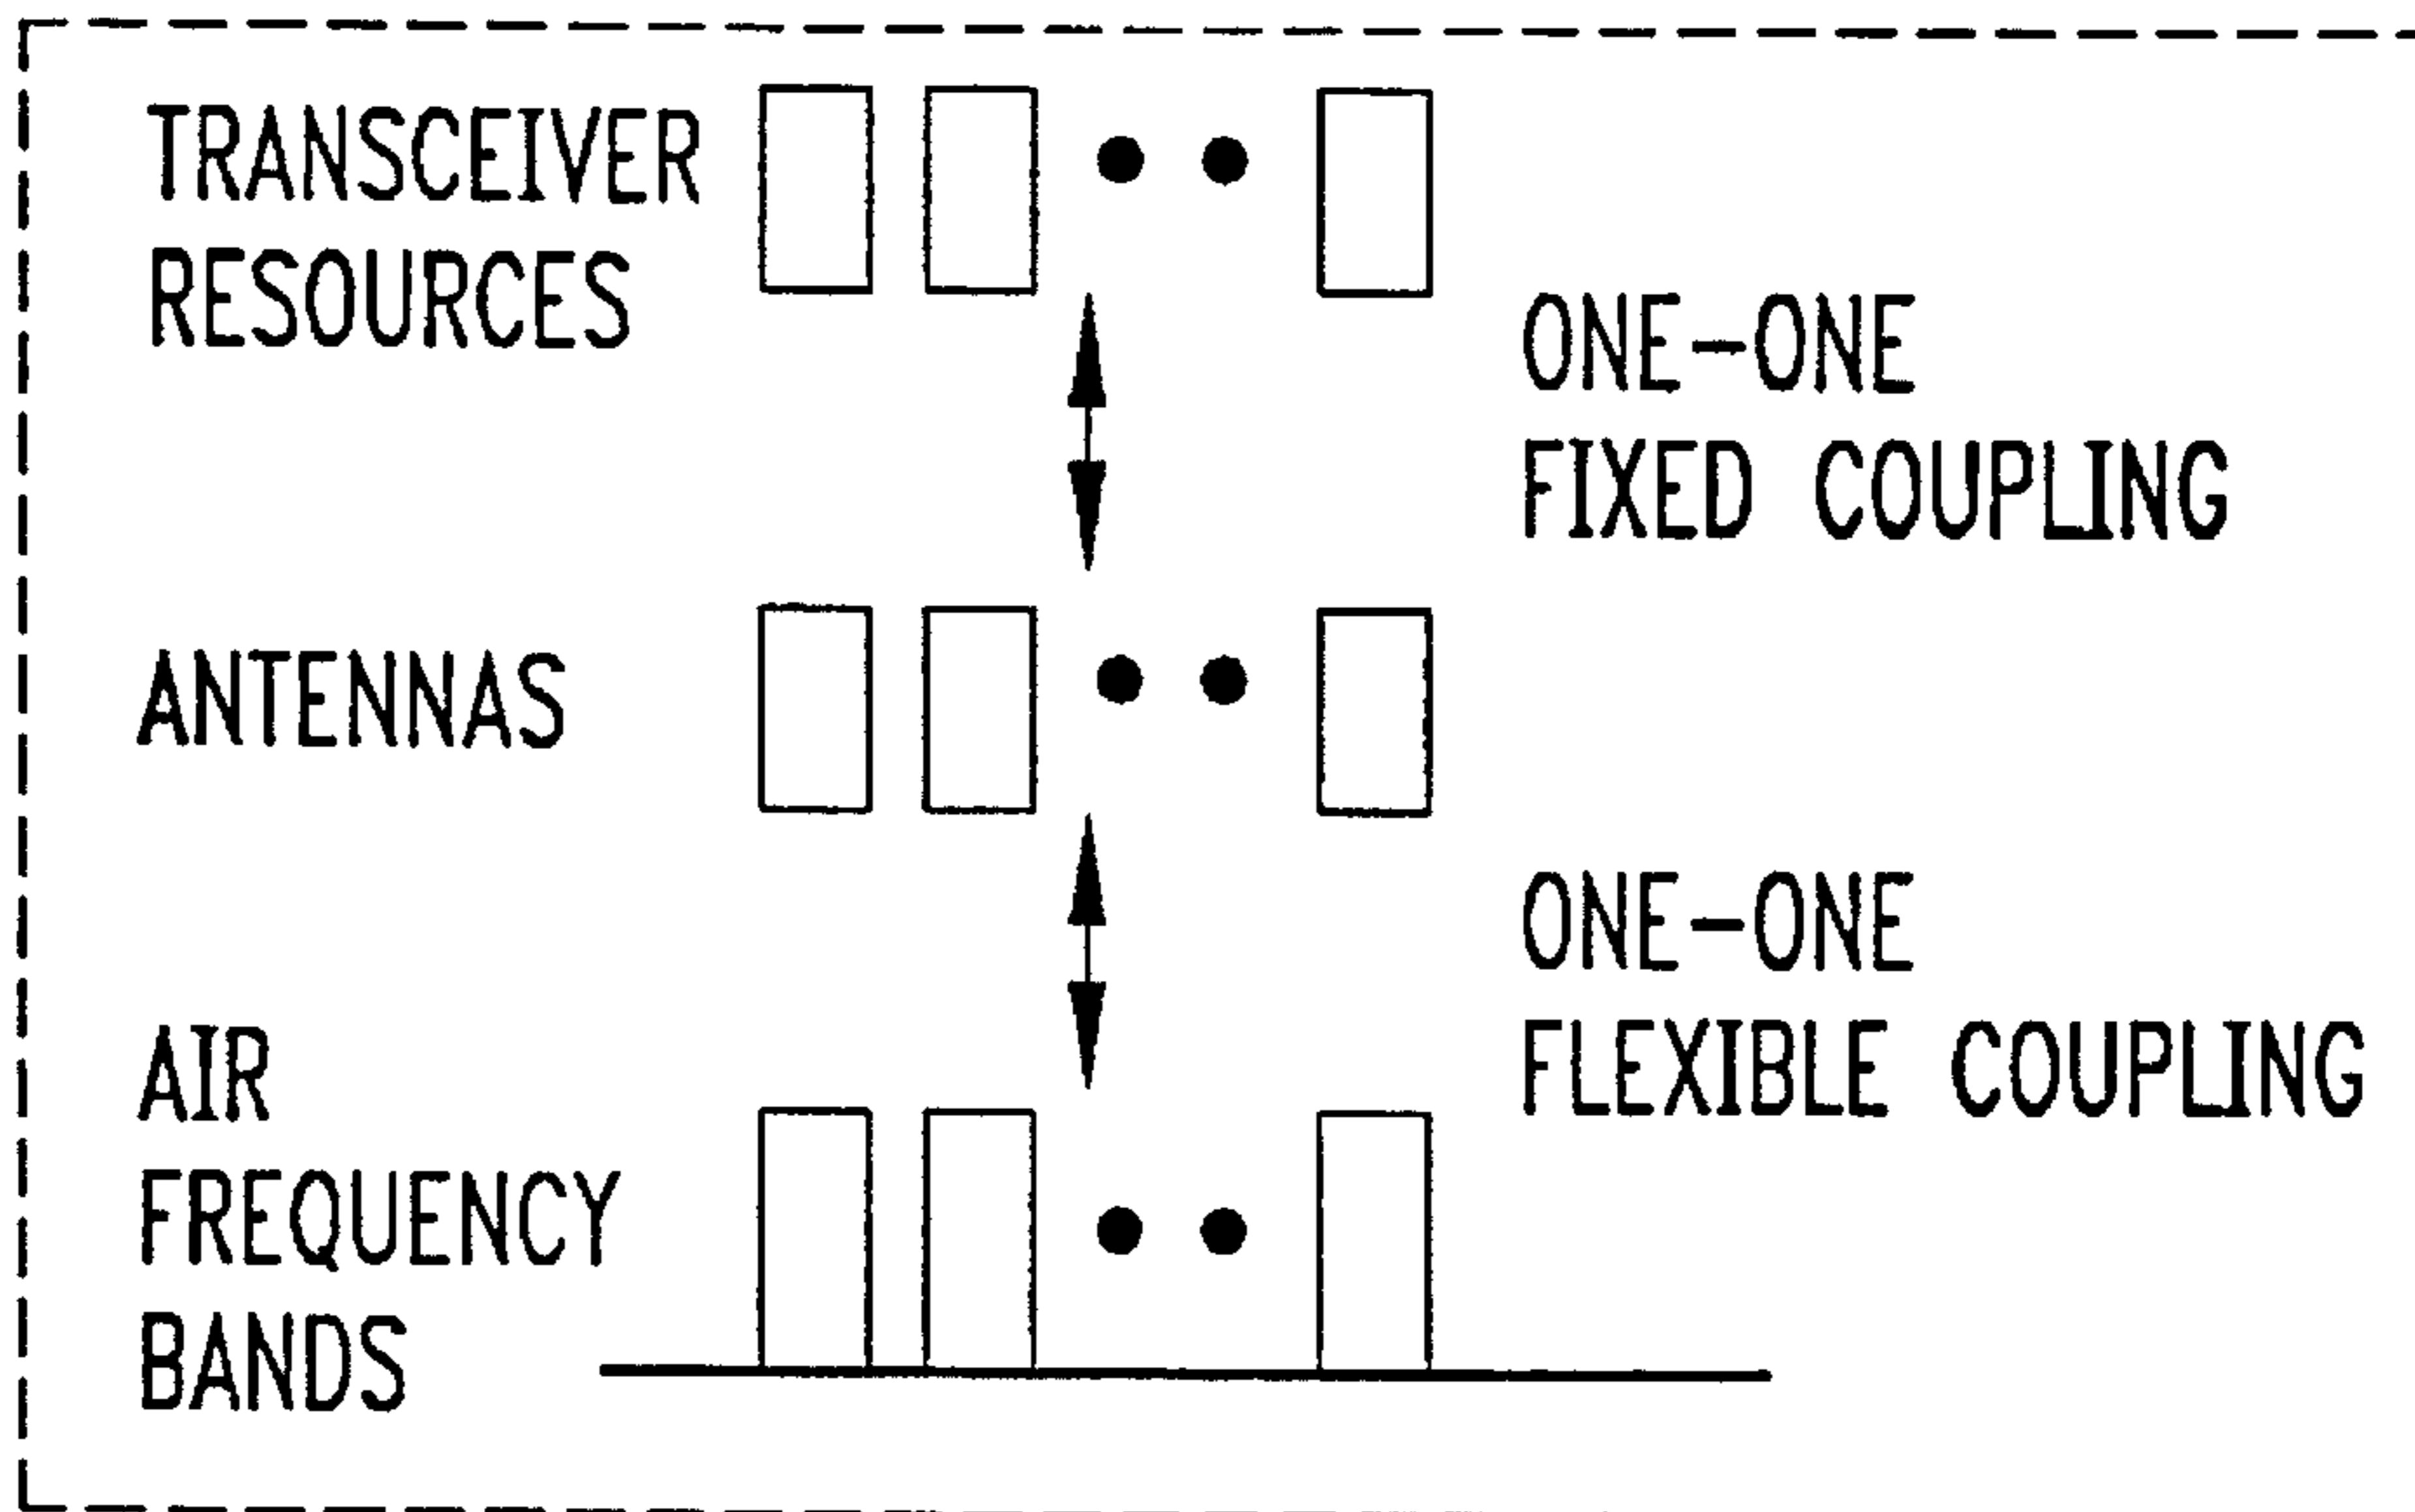 TRANSCEIVER
RESOURCES
ONE-ONE
FIXED COUPLING
ANTENNAS
ONE-ONE
FLEXIBLE COUPLING
AIR
FREQUENCY
BANDS